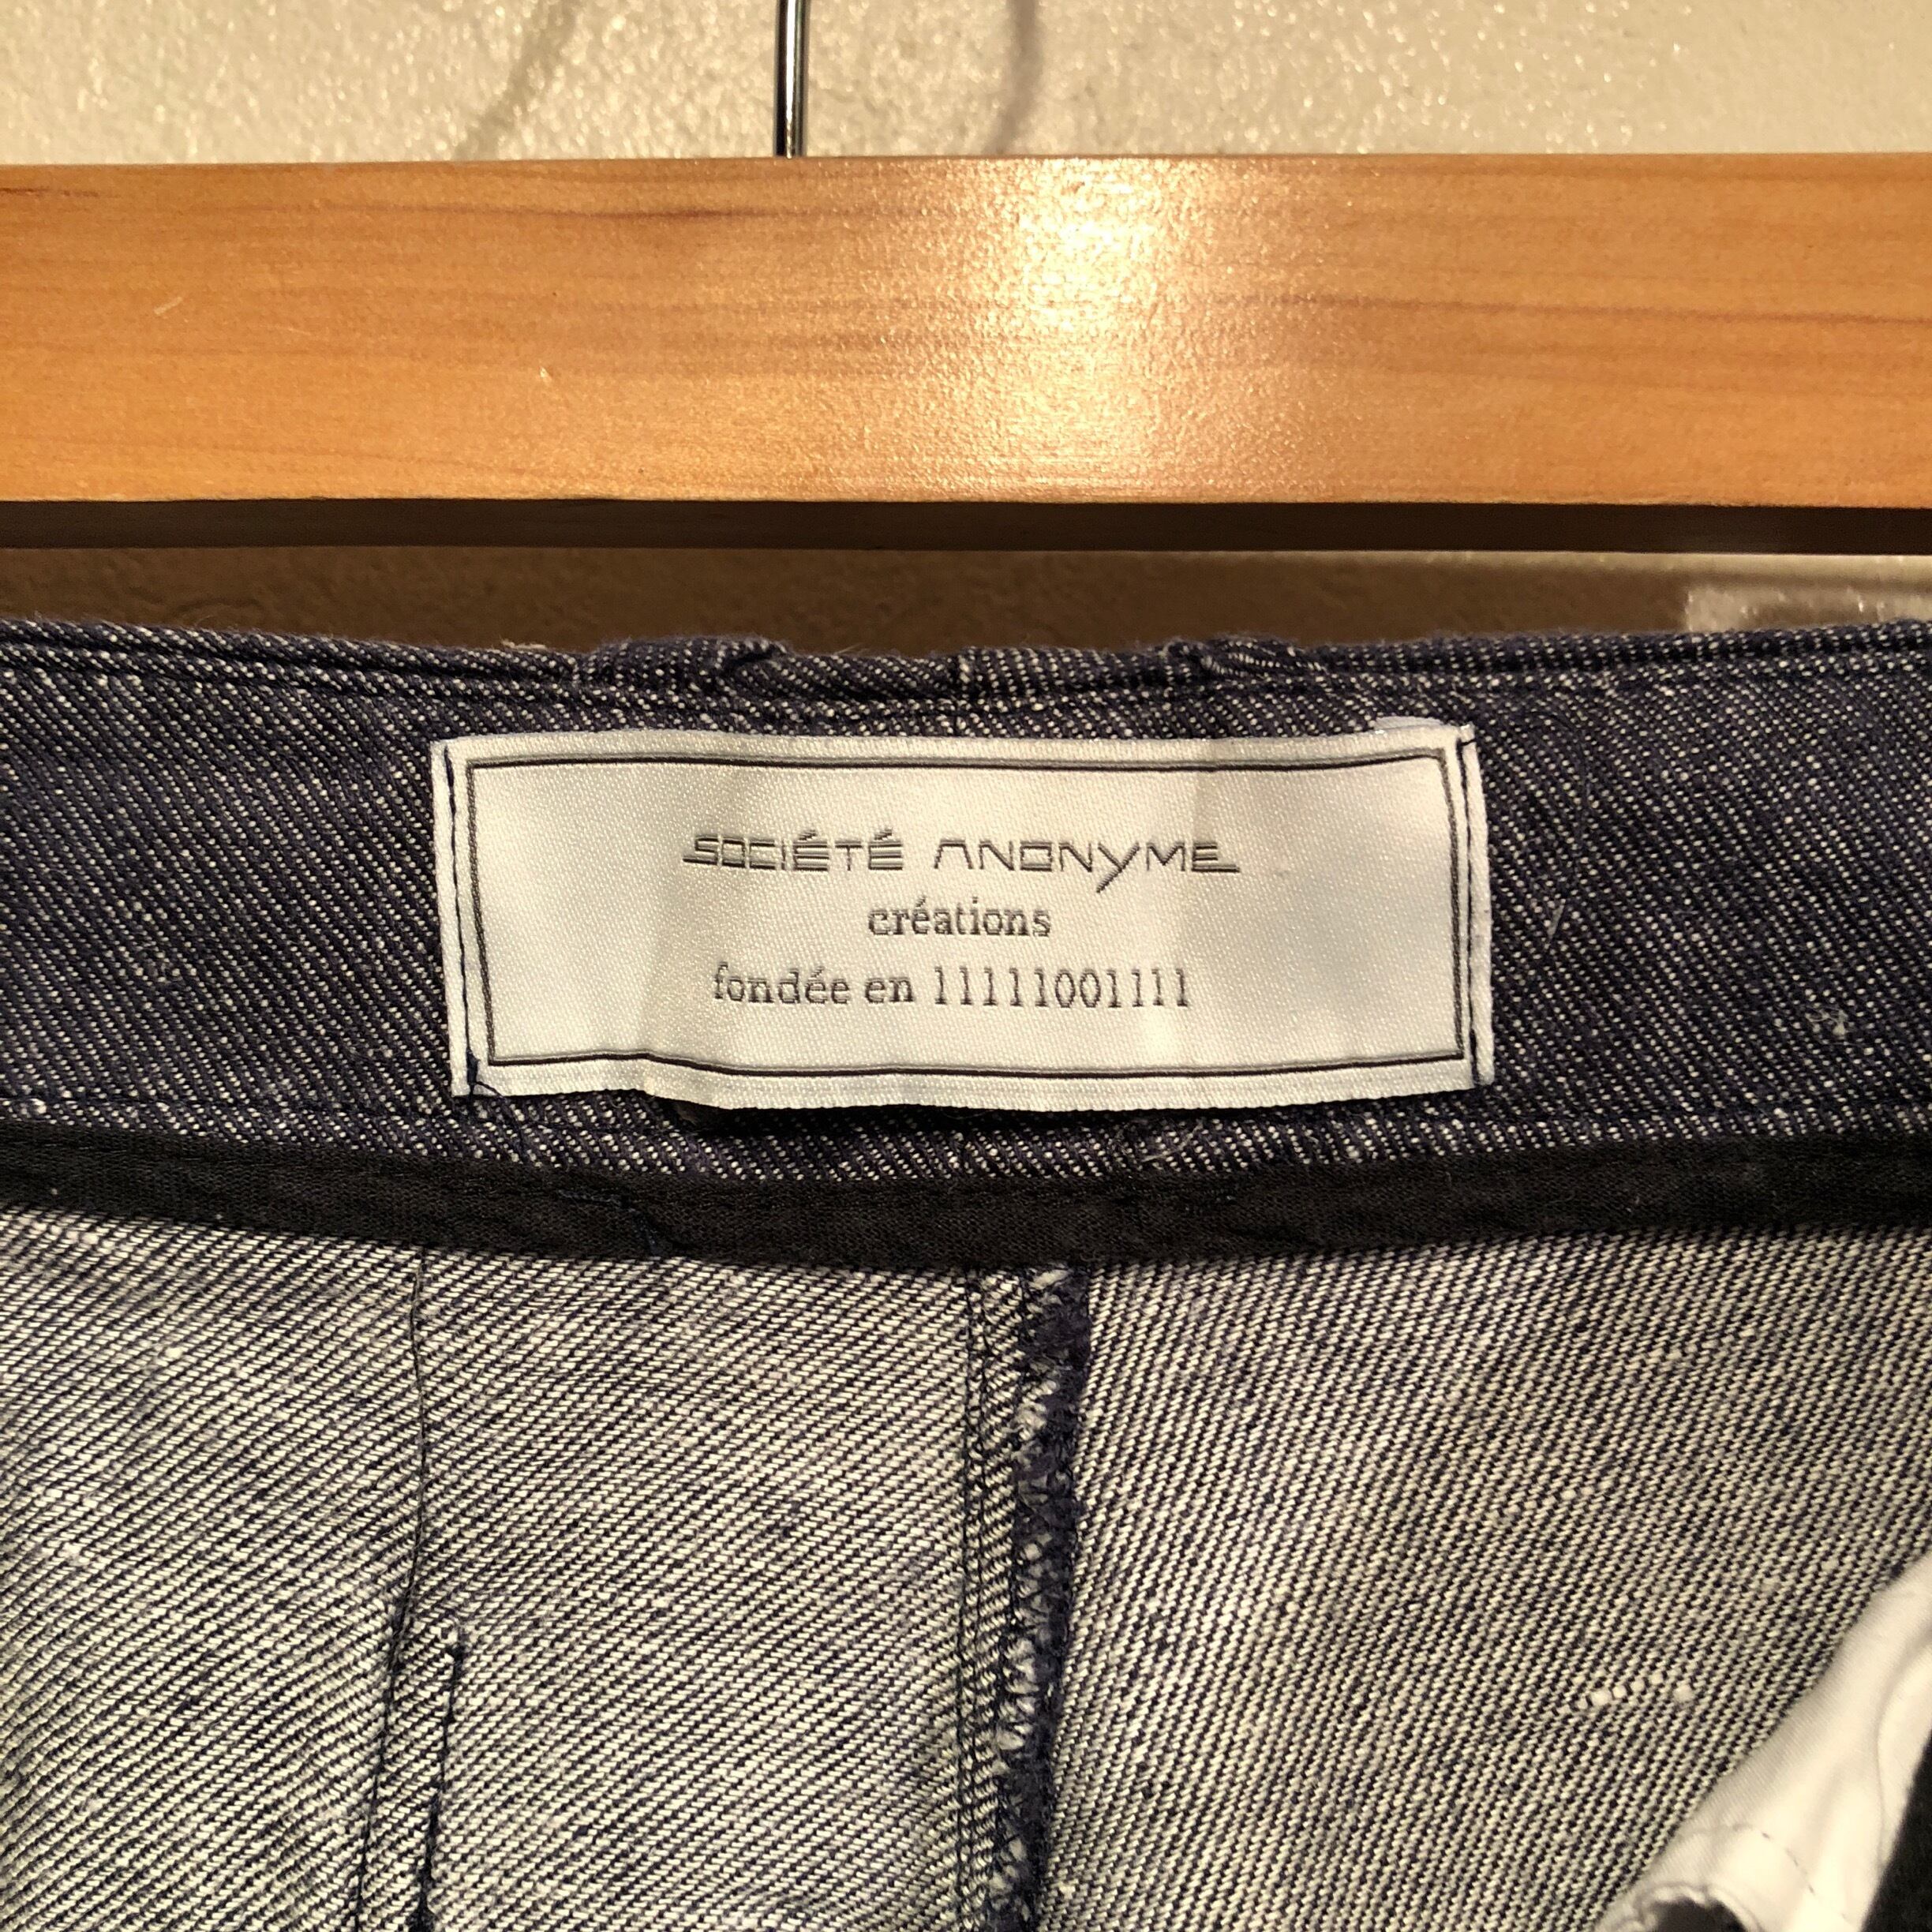 SOCIÉTÉ ANONYME
créations
fondée en 11111001111